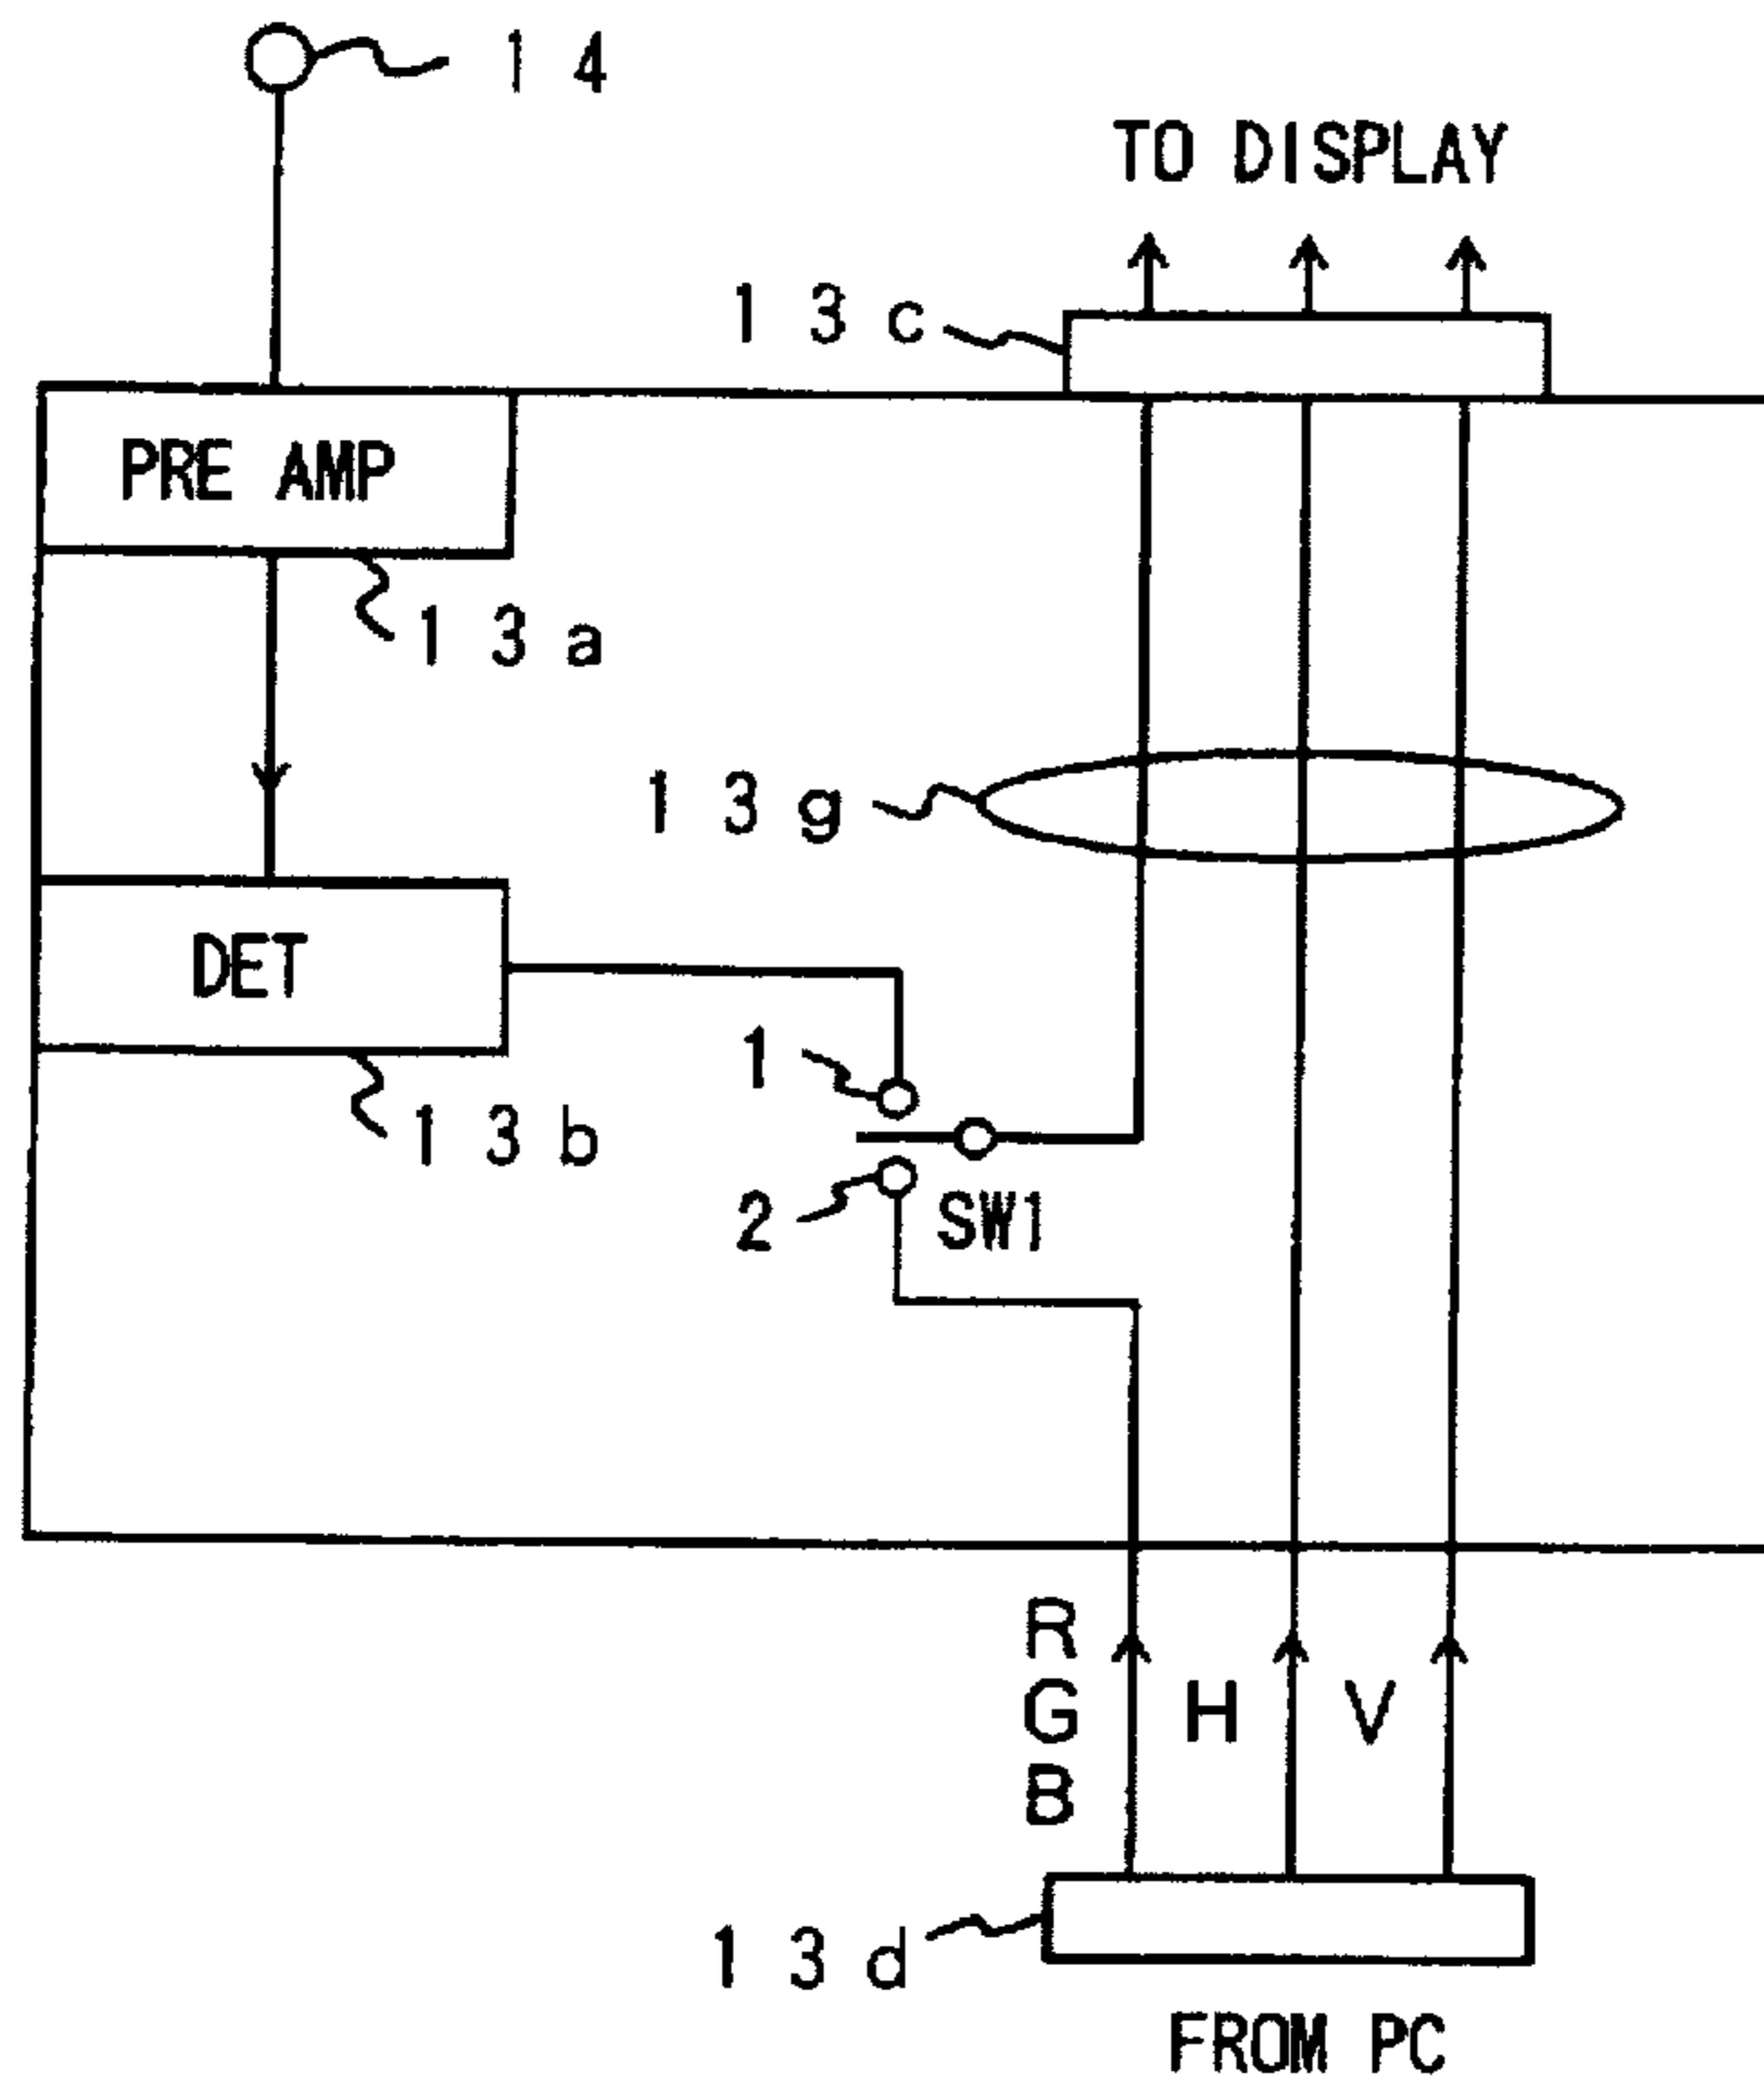 14
TO DISPLAY
13c
PRE AMP
13a
13g
DET
1
13b
2
SW1
R
G
B
H
V
13d
FROM PC